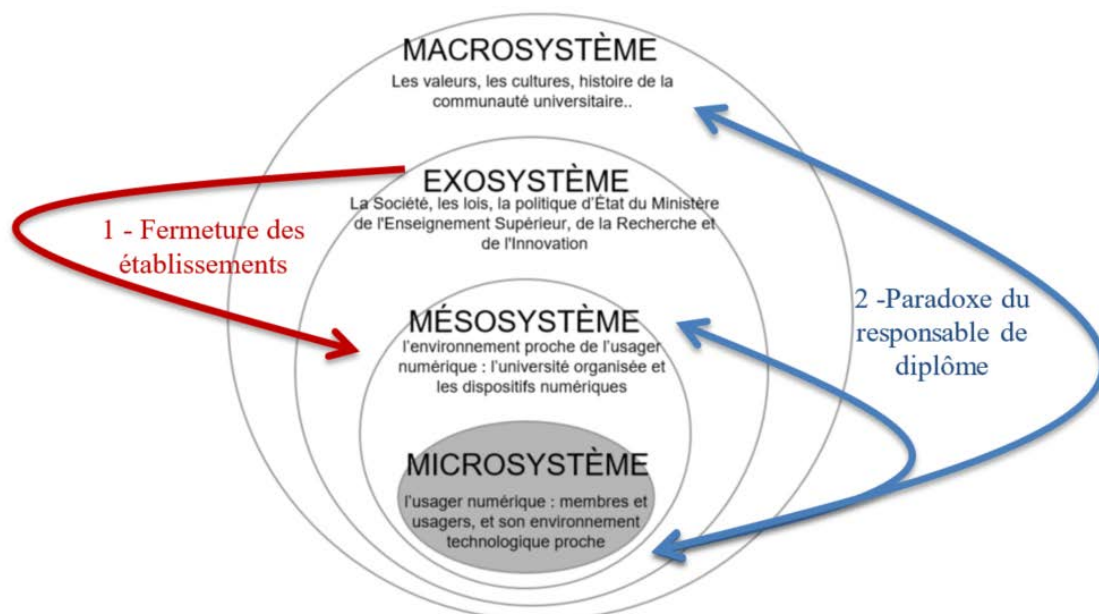 MACROSYSTÈME
Les valeurs, les cultures, histoire de la
communauté universitaire..
EXOSYSTÈME
La Société, les lois, la politique d'État du Ministère
de l'Enseignement Supérieur, de la Recherche et
de l'Innovation
1 - Fermeture des
établissements
MÉSOSYSTÈME
l'environnement proche de l'usager
numérique : l'université organisée et
les dispositifs numériques
2 -Paradoxe du
responsable de
diplôme
MICROSYSTÈME
l'usager numérique : membres et
usagers, et son environnement
technologique proche